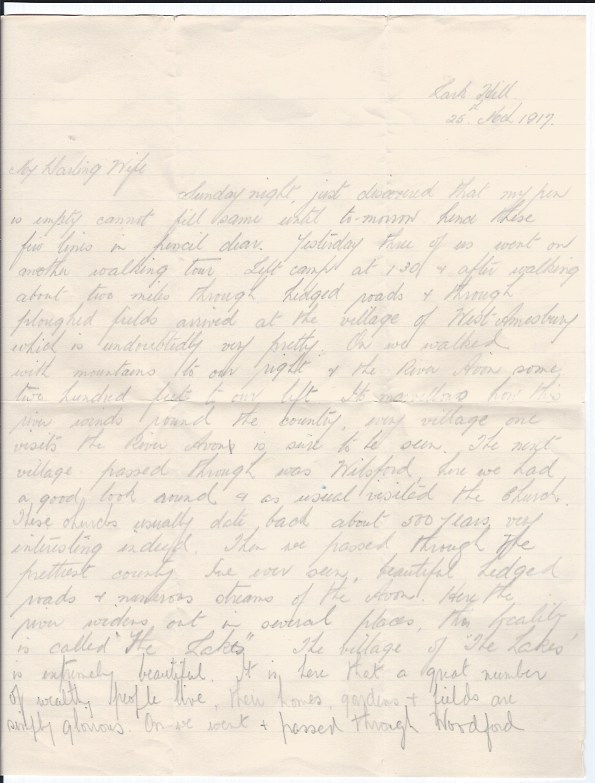 Lark Hill
25th Nov 1917.
My Darling Wife
Sunday night, just discovered that my pen
is empty cannot fill same until to-morrow hence these
few lines in pencil dear. Yesterday three of us went on
another walking tour. Left camp at 1.30 & after walking
about two miles through hedged roads & through
ploughed fields arrived at the village of West Amesbury
which is undoubtedly very pretty. On we walked
with mountains to our right & the River Avon some
two hundred feet to our left. Its marvellous how this
river winds round the country, every village one
visits the River Avon is sure to be seen. The next
village passed through was Wilsford, here we had
a good look around & as usual visited the Church.
These churchs usually date back about 500 years, very
interesting indeed. Then we passed through the
prettiest county Ive ever seen, beautiful hedged
roads & numerous streams of the Avon. Here the
river widens out in several places, this locality
is called "The Lakes". The village of "The Lakes"
is extremely beautiful. It is here that a great number
of wealthy people live, their homes, gardens & fields are
simply glorious. On we went & passed through Woodford